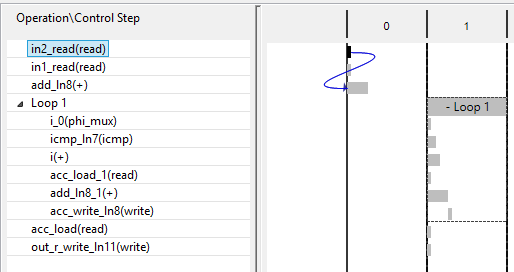 Operation\Control Step
0
1
in2_read(read)
in1_read(read)
add_ln8(+)
Loop 1
- Loop 1
i_0(phi_mux)
icmp_ln7(icmp)
i(+)
acc_load_1(read)
add_ln8_1(+)
acc_write_ln8(write)
acc_load(read)
out_r_write_ln11(write)